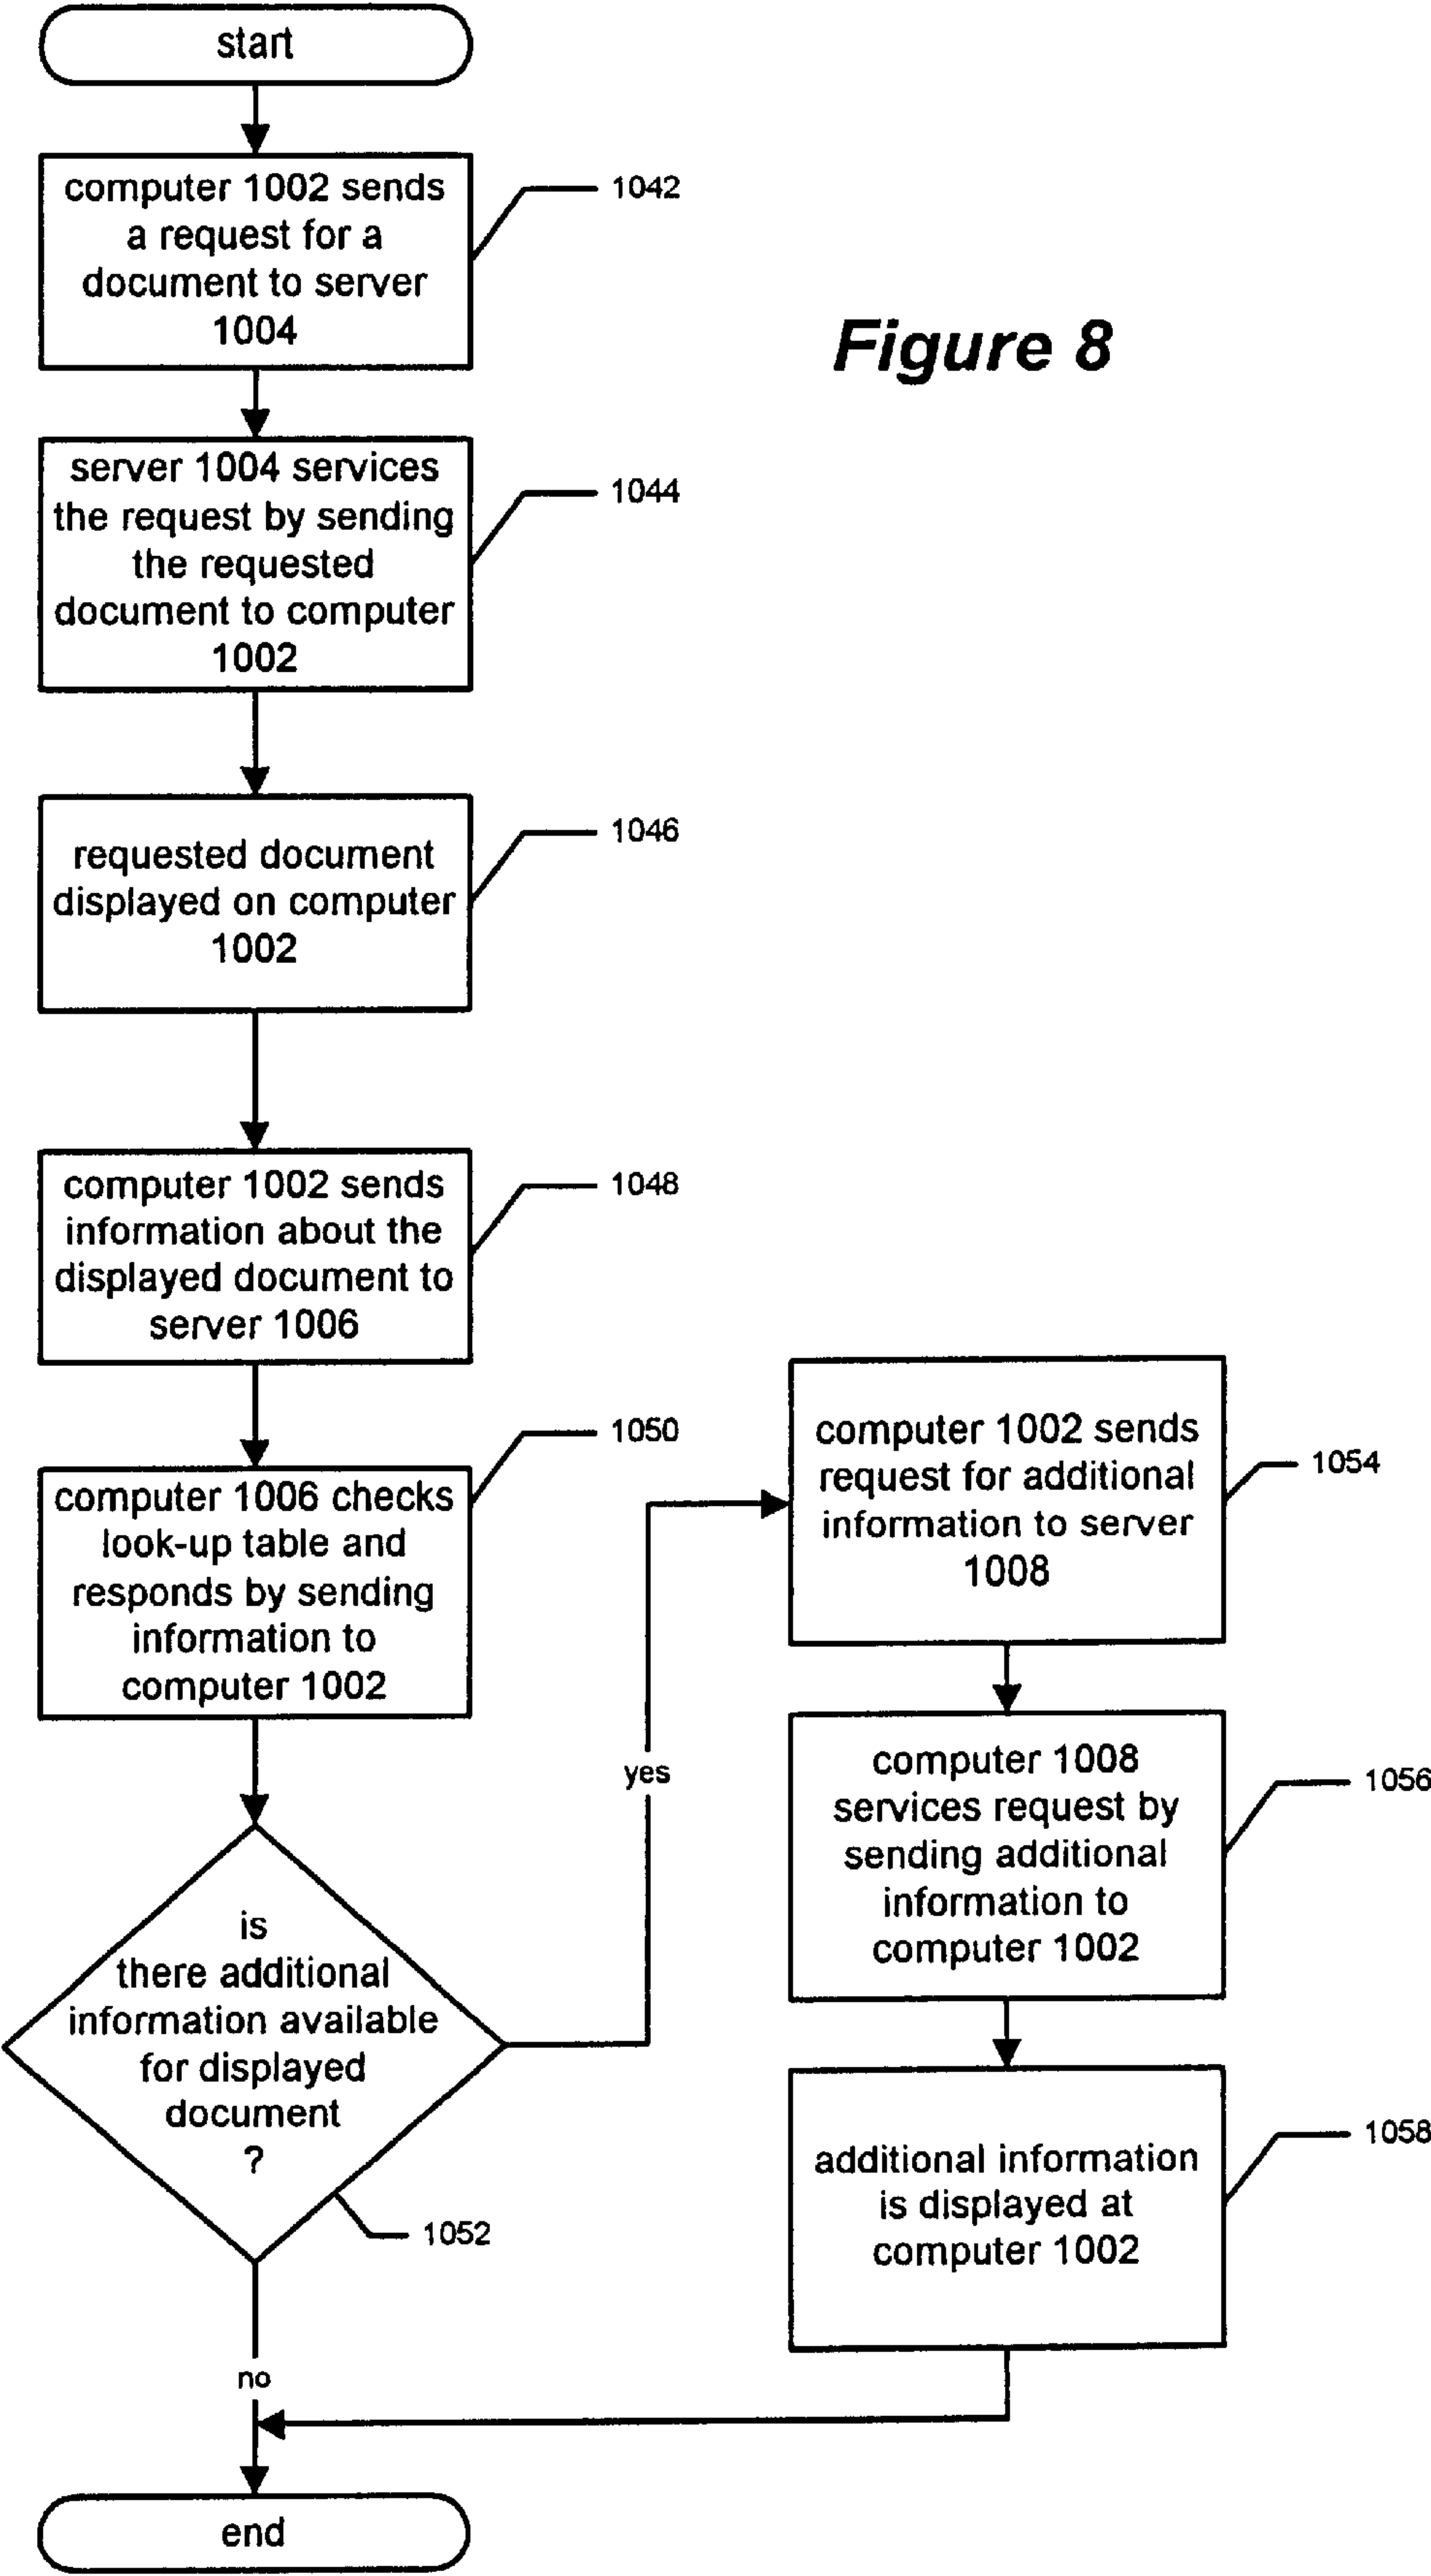 start
computer 1002 sends
a request for a
document to server
1004
1042
Figure 8
server 1004 services
the request by sending
the requested
document to computer
1002
1044
requested document
displayed on computer
1002
1046
computer 1002 sends
information about the
displayed document to
server 1006
1048
computer 1006 checks
look-up table and
responds by sending
information to
computer 1002
1050
is
there additional
information available
for displayed
document
?
1052
yes
no
computer 1002 sends
request for additional
information to server
1008
1054
computer 1008
services request by
sending additional
information to
computer 1002
1056
additional information
is displayed at
computer 1002
1058
end